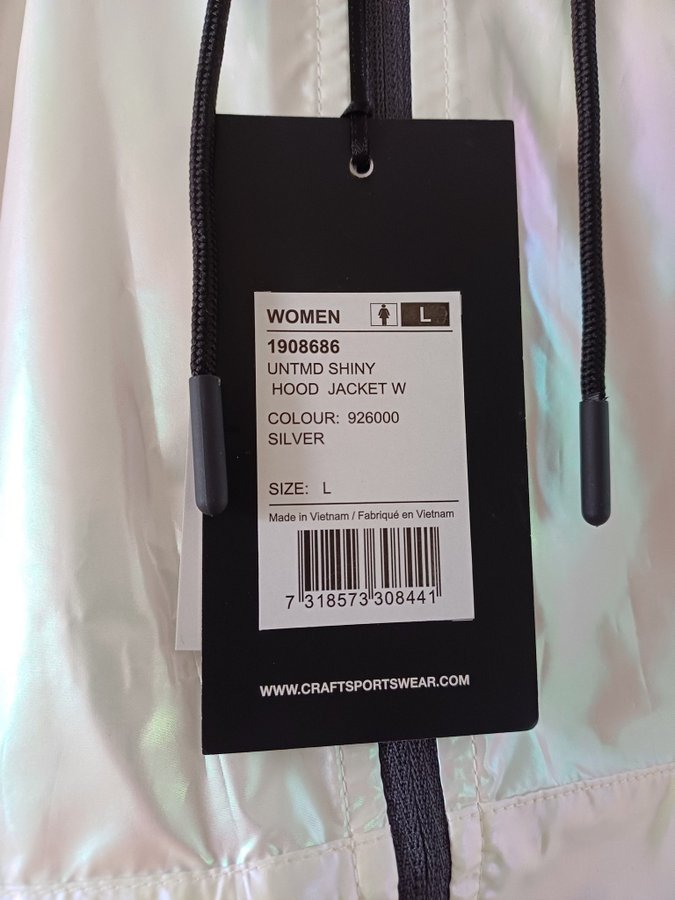 WOMEN L
1908686
UNTMD SHINY
HOOD JACKET W
COLOUR: 926000
SILVER
SIZE: L
Made in Vietnam / Fabriqué en Vietnam
7 318573 308441
WWW.CRAFTSPORTSWEAR.COM